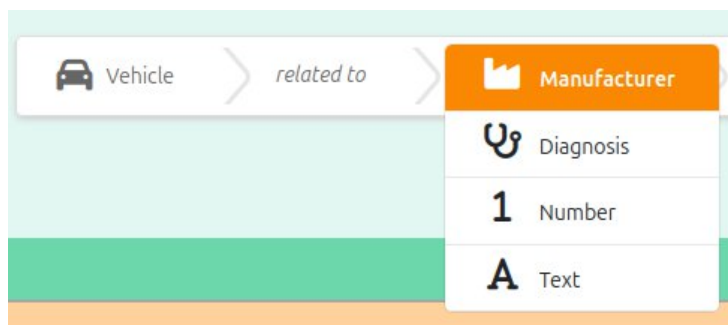 Vehicle related to Manufacturer
Diagnosis
1 Number
A Text